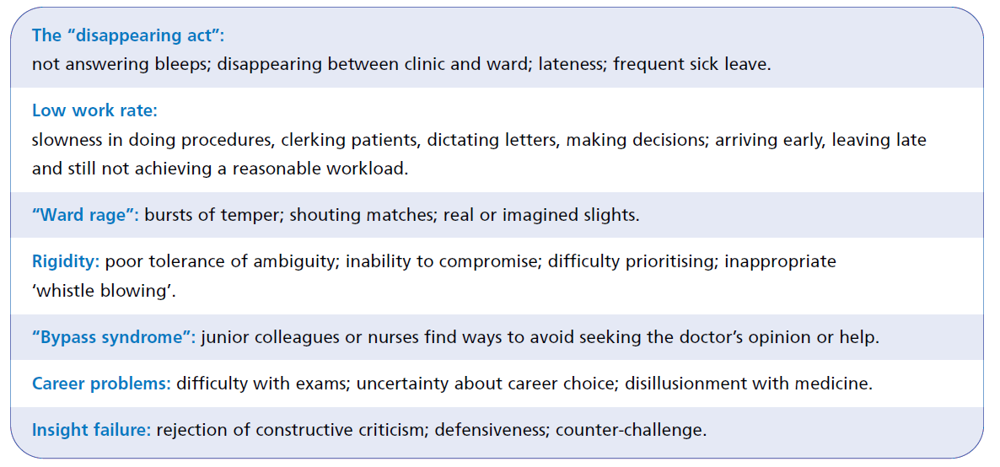 The “disappearing act”:
not answering bleeps; disappearing between clinic and ward; lateness; frequent sick leave.
Low work rate:
slowness in doing procedures, clerking patients, dictating letters, making decisions; arriving early, leaving late
and still not achieving a reasonable workload.
“Ward rage”: bursts of temper; shouting matches; real or imagined slights.
Rigidity: poor tolerance of ambiguity; inability to compromise; difficulty prioritising; inappropriate
‘whistle blowing’.
“Bypass syndrome”: junior colleagues or nurses find ways to avoid seeking the doctor’s opinion or help.
Career problems: difficulty with exams; uncertainty about career choice; disillusionment with medicine.
Insight failure: rejection of constructive criticism; defensiveness; counter-challenge.